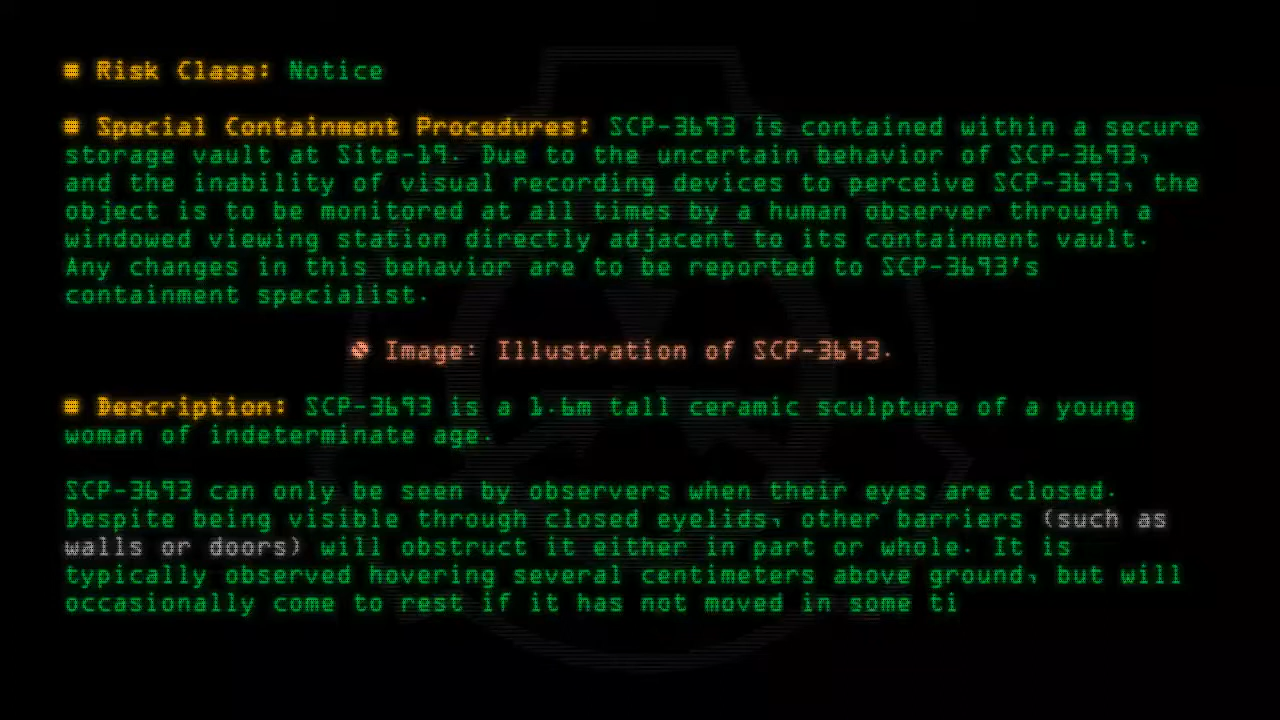 ■ Risk Class: Notice
■ Special Containment Procedures: SCP-3693 is contained within a secure
storage vault at Site-19. Due to the uncertain behavior of SCP-3693,
and the inability of visual recording devices to perceive SCP-3693, the
object is to be monitored at all times by a human observer through a
windowed viewing station directly adjacent to its containment vault.
Any changes in this behavior are to be reported to SCP-3693's
containment specialist.
Image: Illustration of SCP-3693.
■ Description: SCP-3693 is a 1.6m tall ceramic sculpture of a young
woman of indeterminate age.
SCP-3693 can only be seen by observers when their eyes are closed.
Despite being visible through closed eyelids, other barriers (such as
walls or doors) will obstruct it either in part or whole. It is
typically observed hovering several centimeters above ground, but will
occasionally come to rest if it has not moved in some ti